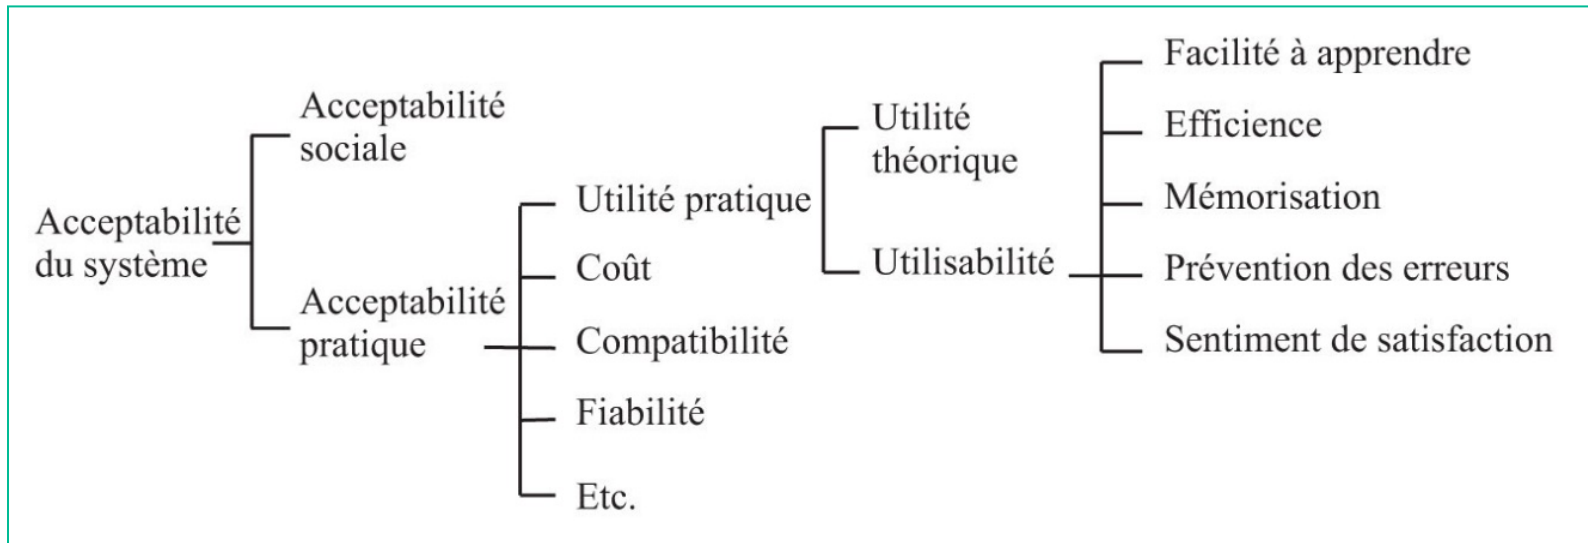 Acceptabilité
du système
Acceptabilité
sociale
Acceptabilité
pratique
Utilité pratique
Coût
Compatibilité
Fiabilité
Etc.
Utilité
théorique
Utilisabilité
Facilité à apprendre
Efficience
Mémorisation
Prévention des erreurs
Sentiment de satisfaction